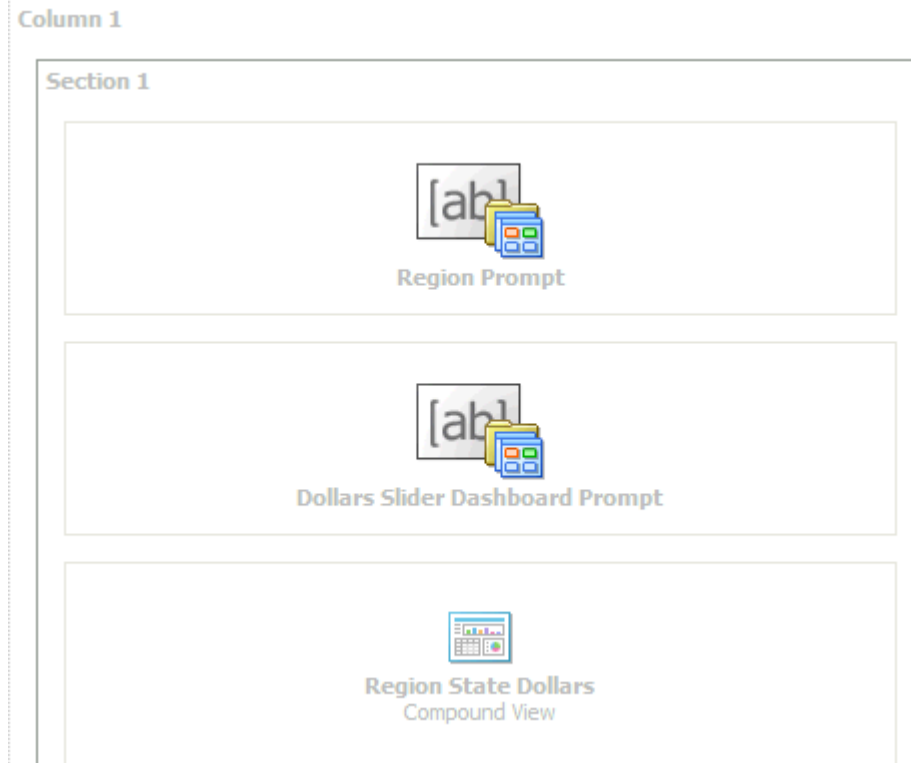 Column 1
Section 1
[ab]
Region Prompt
[ab]
Dollars Slider Dashboard Prompt
Region State Dollars
Compound View